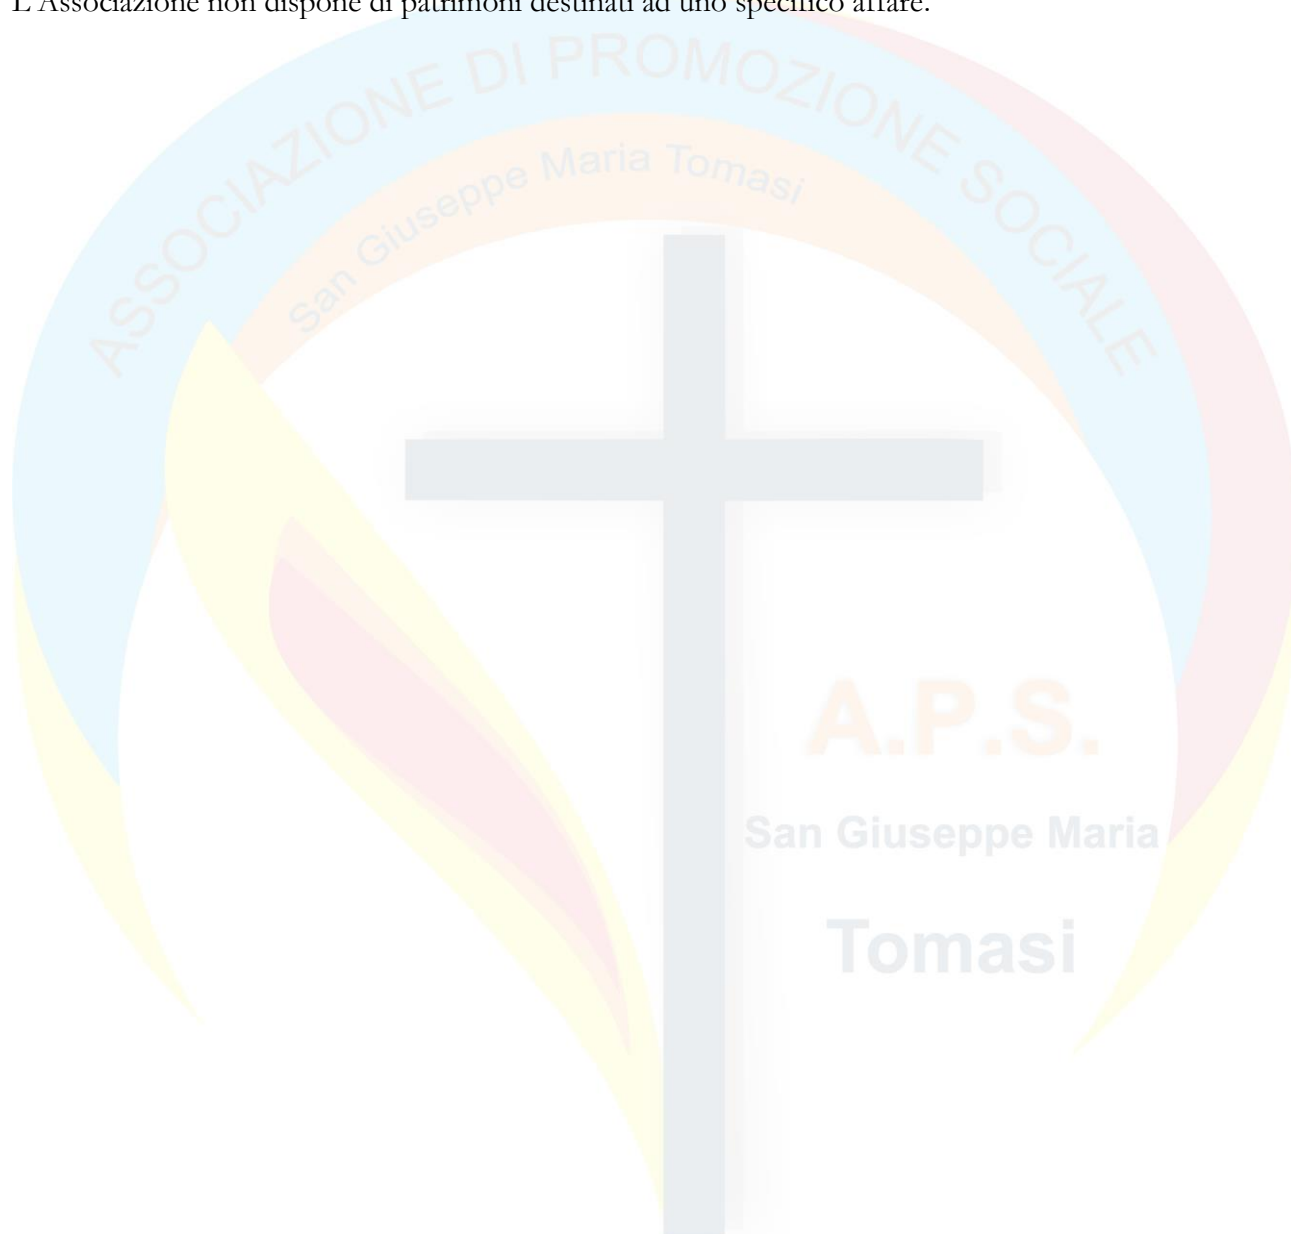 L'Associazione non dispone di patrimoni destinati ad uno specifico affare.
ASSOCIAZIONE DI PROMOZIONE SOCIALE
San Giuseppe Maria Tomasi
A.P.S.
San Giuseppe Maria
Tomasi